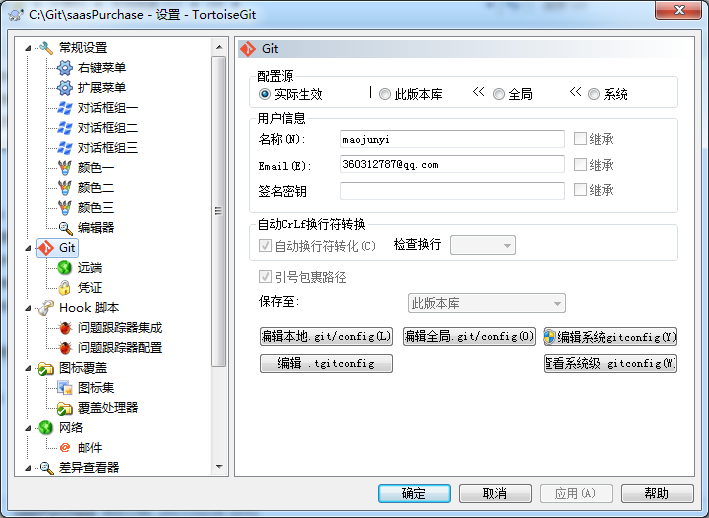 C:\Git\saasPurchase - 设置 - TortoiseGit
常规设置
右键菜单
扩展菜单
对话框组一
对话框组二
对话框组三
颜色一
颜色二
颜色三
编辑器
Git
远端
凭证
Hook 脚本
问题跟踪器集成
问题跟踪器配置
图标覆盖
图标集
覆盖处理器
网络
邮件
差异查看器
Git
配置源
实际生效 | 此版本库 << 全局 << 系统
用户信息
名称(N): maojunyi 继承
Email(E): 360312787@qq.com 继承
签名密钥 继承
自动CrLf换行符转换
自动换行符转化(C) 检查换行
引号包裹路径
保存至: 此版本库
编辑本地.git/config(L) 编辑全局.git/config(O) 编辑系统gitconfig(Y)
编辑 .tgitconfig 查看系统级 gitconfig(W)
确定 取消 应用(A) 帮助